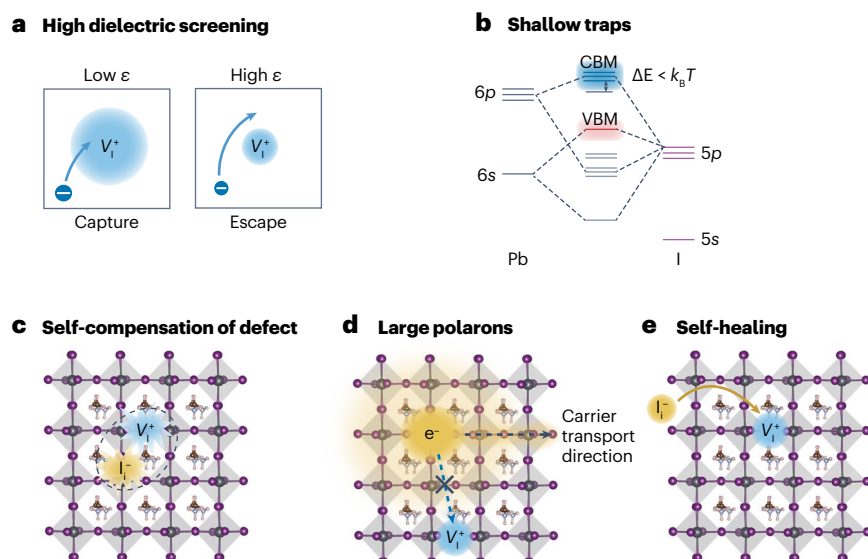 a High dielectric screening
Low ε
High ε
V_I^+
V_I^+
−
−
Capture
Escape
b Shallow traps
CBM
ΔE < k_BT
6p
VBM
5p
6s
5s
Pb
I
c Self-compensation of defect
V_I^+
I_i^−
d Large polarons
e^−
Carrier
transport
direction
V_I^+
e Self-healing
I_i^−
V_I^+